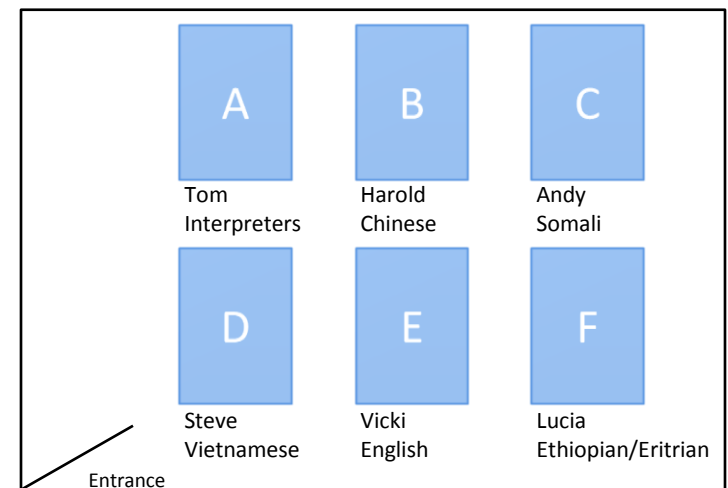 A
B
C
Tom
Interpreters
Harold
Chinese
Andy
Somali
D
E
F
Steve
Vietnamese
Vicki
English
Lucia
Ethiopian/Eritrian
Entrance